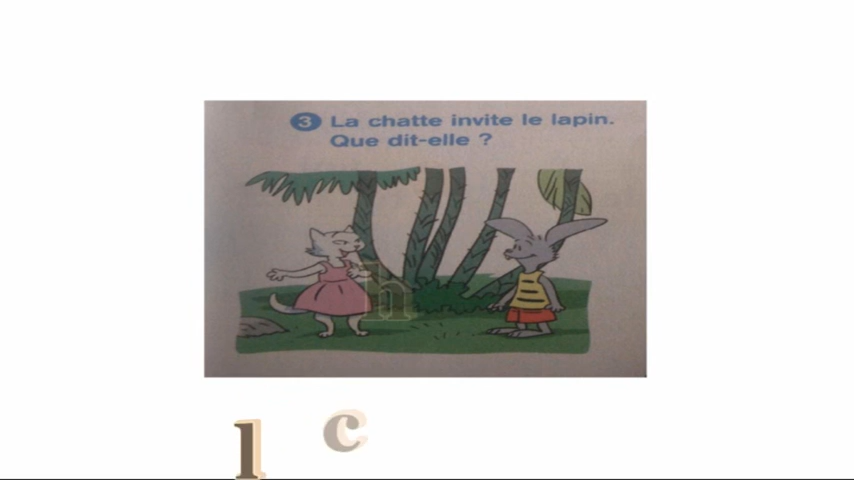 3 La chatte invite le lapin.
Que dit-elle ?
h
l c